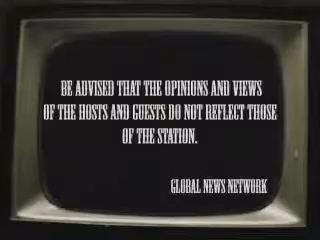 BE ADVISED THAT THE OPINIONS AND VIEWS
OF THE HOSTS AND GUESTS DO NOT REFLECT THOSE
OF THE STATION.
GLOBAL NEWS NETWORK